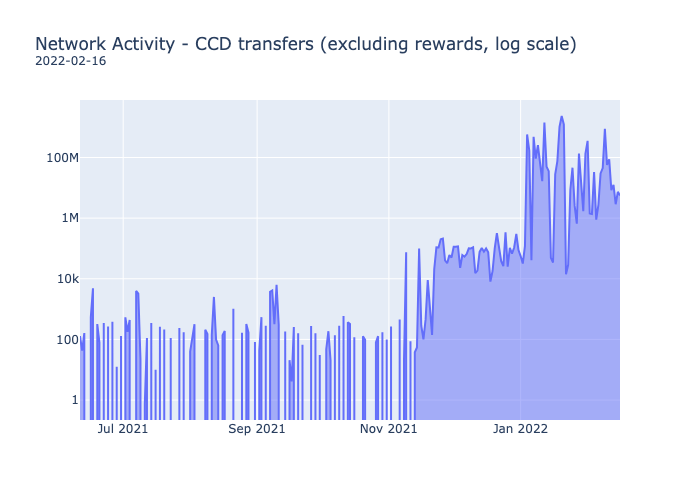 Network Activity - CCD transfers (excluding rewards, log scale)
2022-02-16
100M
1M
10k
100
1
Jul 2021 Sep 2021 Nov 2021 Jan 2022